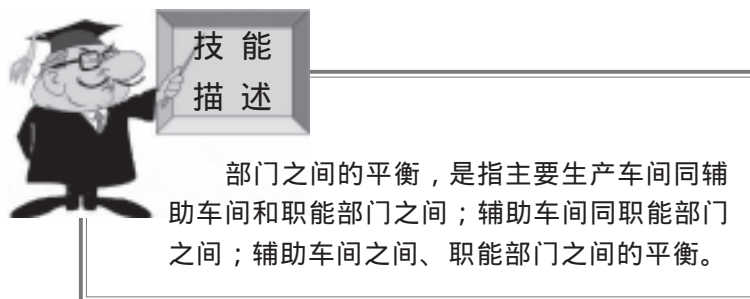 技能
描述
部门之间的平衡，是指主要生产车间同辅
助车间和职能部门之间；辅助车间同职能部门
之间；辅助车间之间、职能部门之间的平衡。